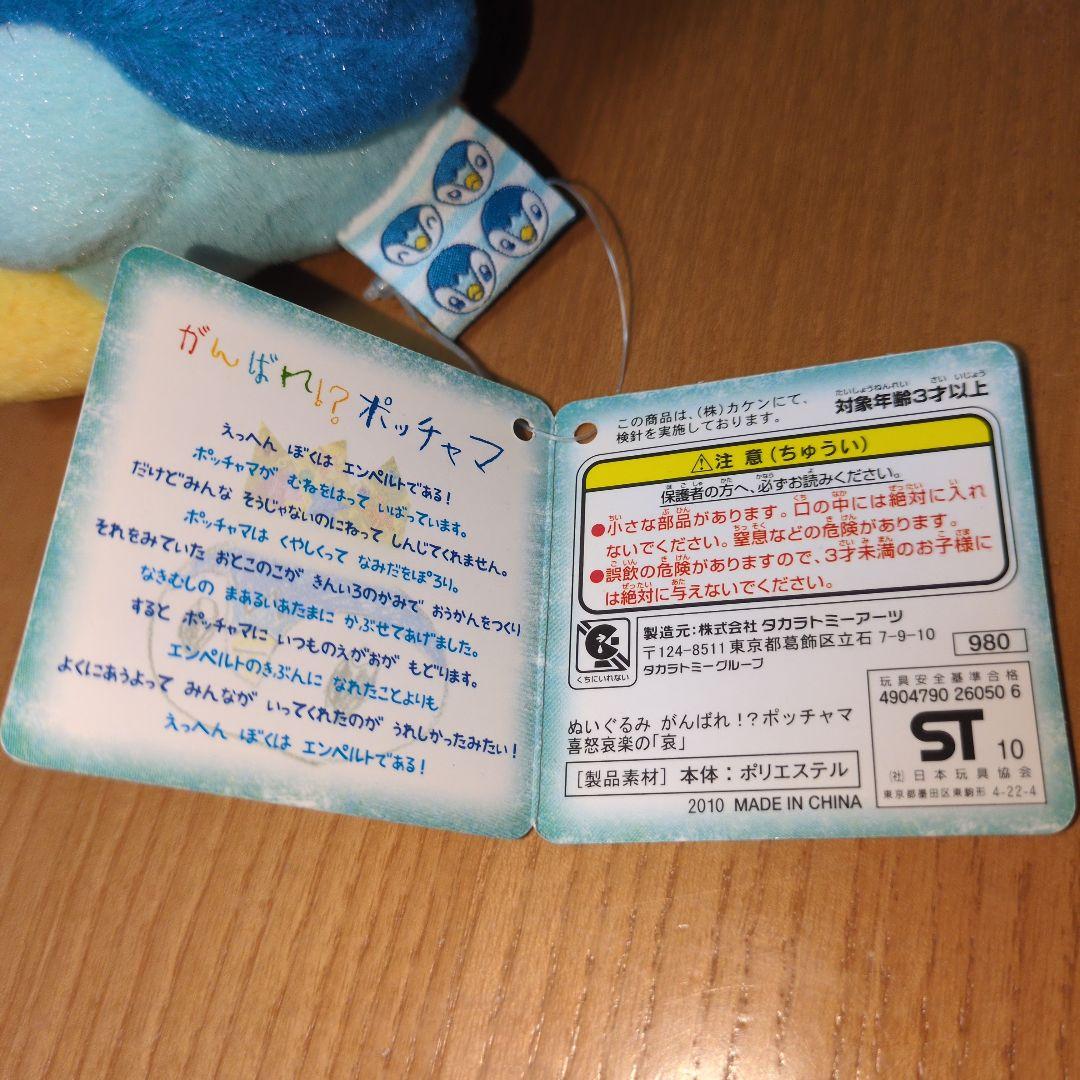 がんばれ!?ポッチャマ
えっへん ぼくは エンペルトである!
ポッチャマが むねをはって いばっています。
だけどみんな そうじゃないのにねって しんじてくれません。
ポッチャマは くやしくって なみだをぽろり。
それをみていた おとこのこが きんいろのかみで おうかんをつくり
なきむしの まあるいあたまに かぶせてあげました。
すると ポッチャマに いつものえがおが もどります。
エンペルトのきぶんに なれたことよりも
よくにあうよって みんなが いってくれたのが うれしかったみたい!
えっへん ぼくは エンペルトである!
この商品は、(株)カケンにて、
検針を実施しております。
たいしょうねんれい さい いじょう
対象年齢3才以上
⚠注 意(ちゅうい)
保護者の方へ、必ずお読みください。
●小さな部品があります。口の中には絶対に入れ
ないでください。窒息などの危険があります。
●誤飲の危険がありますので、3才未満のお子様に
は絶対に与えないでください。
くちにいれない
製造元:株式会社 タカラトミーアーツ
〒124-8511 東京都葛飾区立石 7-9-10
タカラトミーグループ
980
ぬいぐるみ がんばれ!?ポッチャマ
喜怒哀楽の「哀」
[製品素材] 本体:ポリエステル
2010 MADE IN CHINA
玩具安全基準合格
4904790 26050 6
ST 10
(社)日本玩具協会
東京都墨田区東駒形 4-22-4